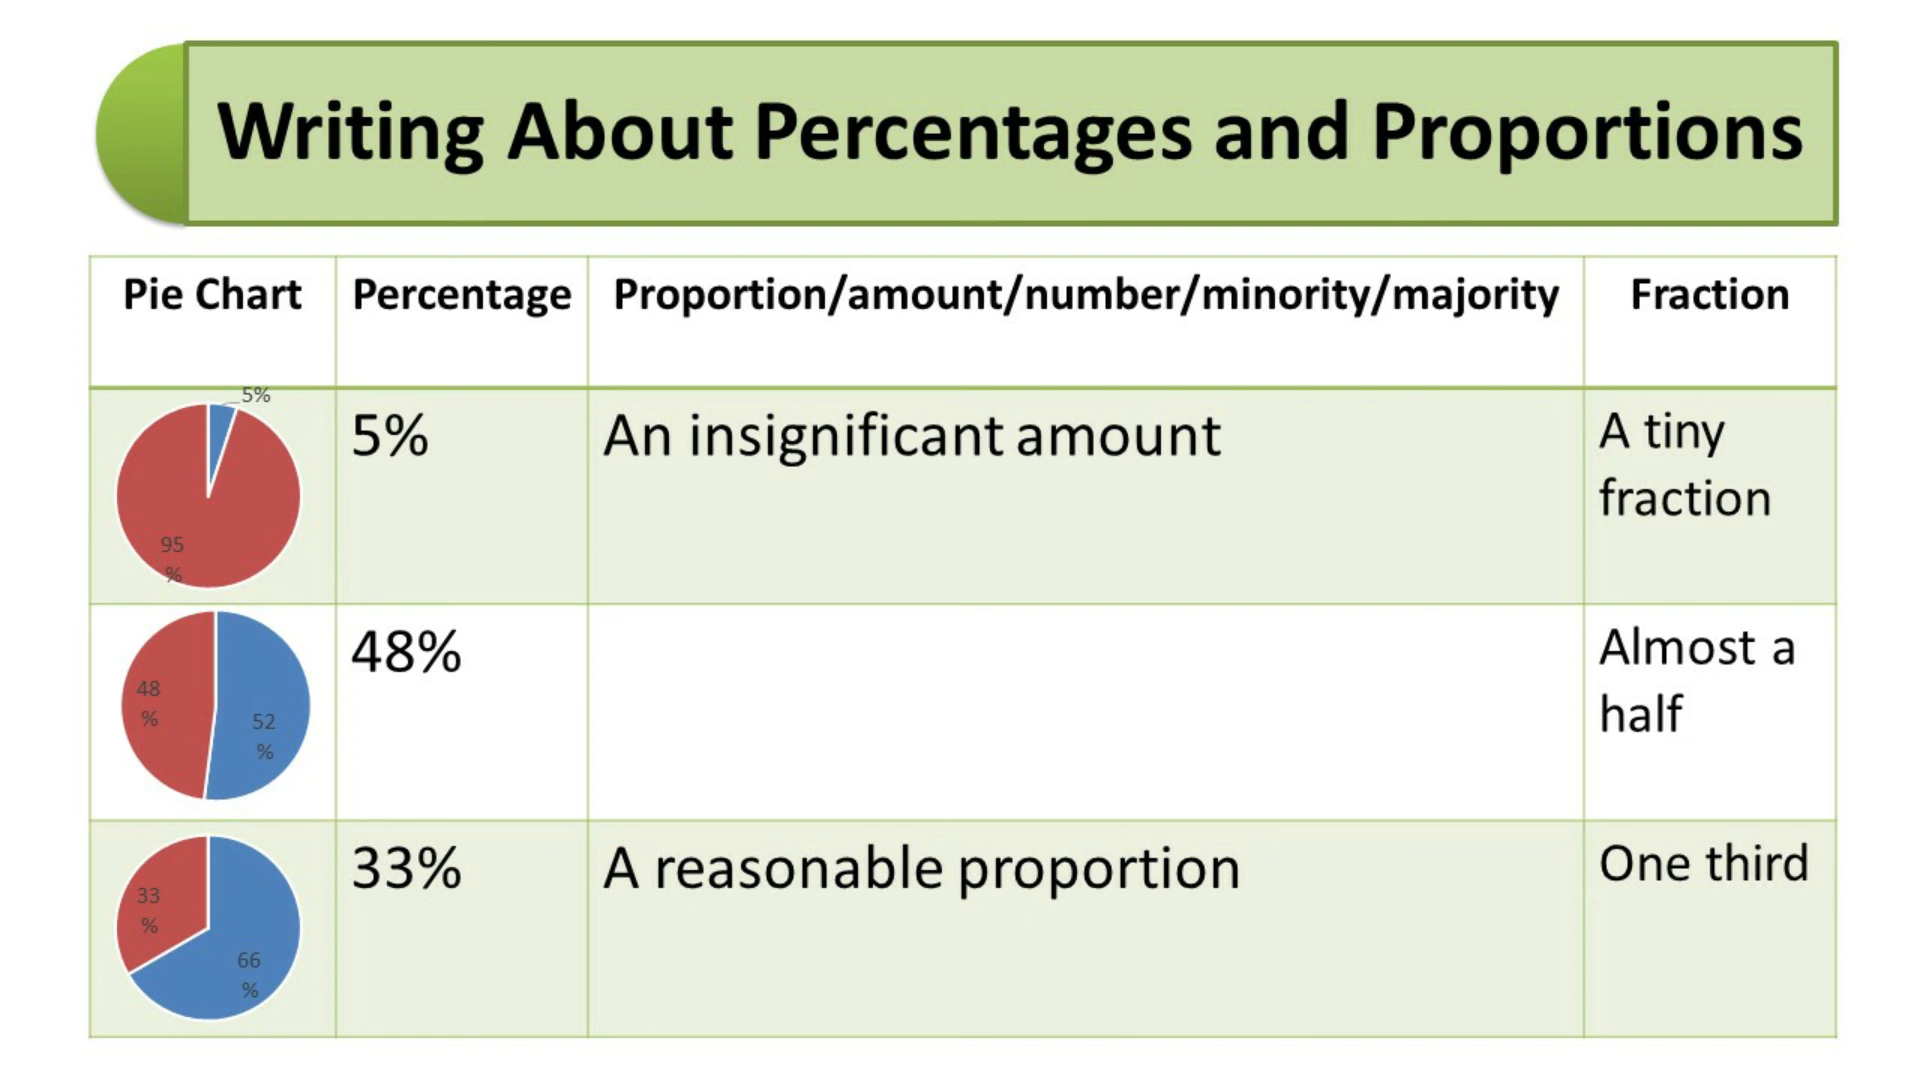 Writing About Percentages and Proportions
Pie Chart
Percentage
Proportion/amount/number/minority/majority
Fraction
5%
95
%
5%
An insignificant amount
A tiny
fraction
48
%
52
%
48%
Almost a
half
33
%
66
%
33%
A reasonable proportion
One third